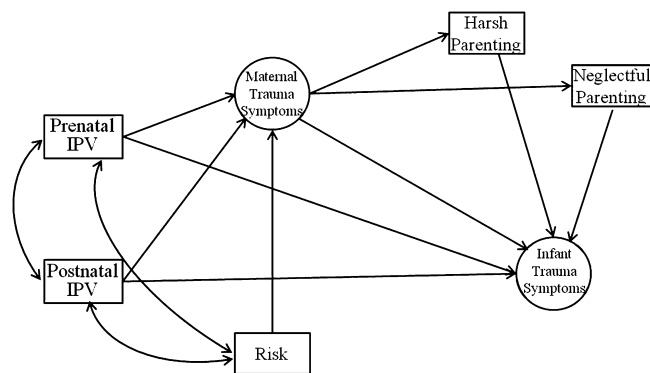 Harsh
Parenting
Neglectful
Parenting
Maternal
Trauma
Symptoms
Prenatal
IPV
Postnatal
IPV
Infant
Trauma
Symptoms
Risk